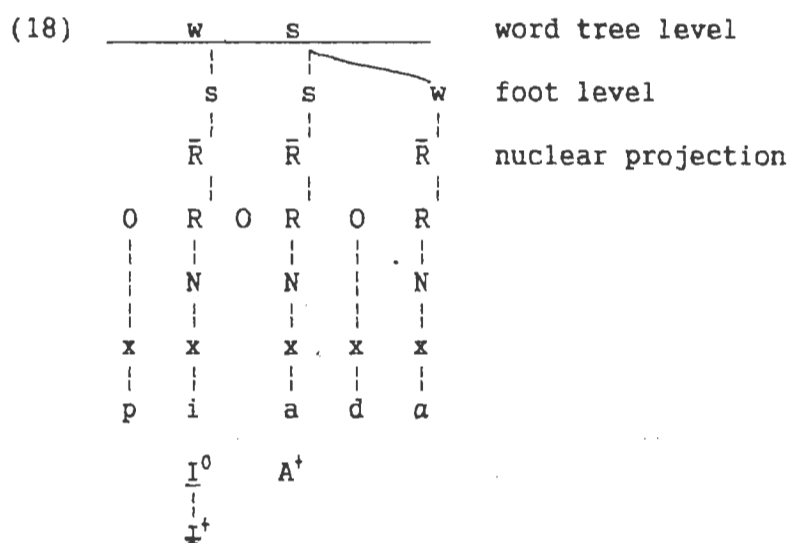 (18) w s word tree level
s s w foot level
R̄ R̄ R̄ nuclear projection
O R O R O R
N N N
x x x x x
p i a d ɑ
I⁰ A⁺
I⁺